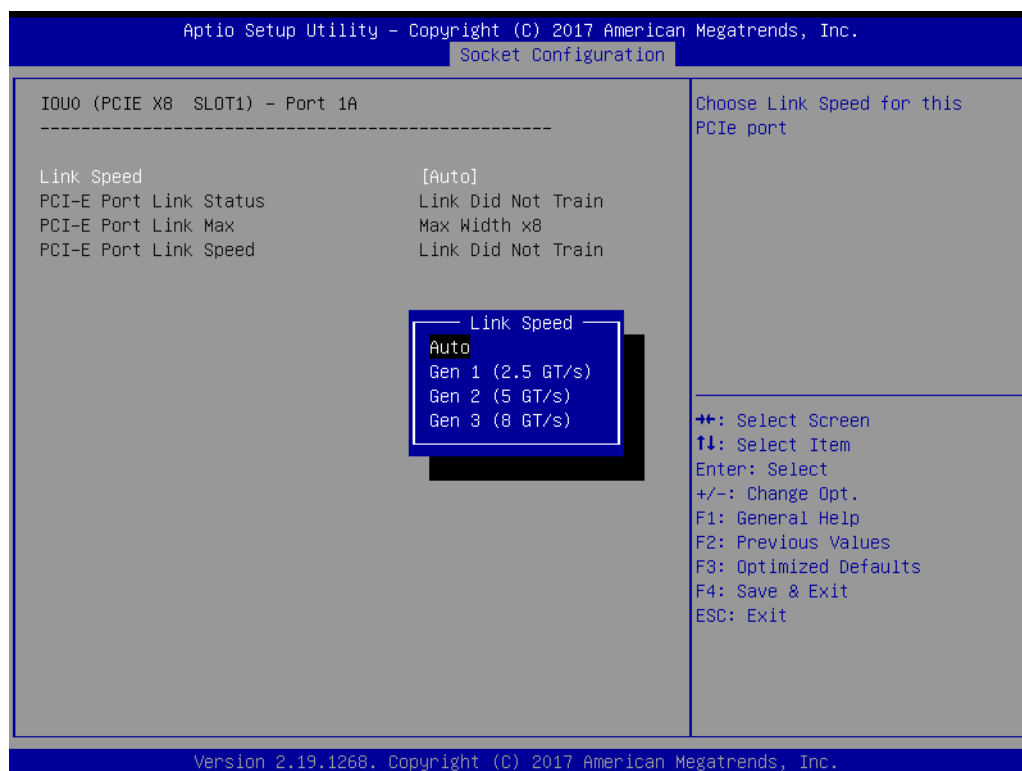 Aptio Setup Utility – Copyright (C) 2017 American Megatrends, Inc.
Socket Configuration
IOU0 (PCIE X8 SLOT1) – Port 1A
--------------------------------------------------
Link Speed [Auto]
PCI-E Port Link Status Link Did Not Train
PCI-E Port Link Max Max Width x8
PCI-E Port Link Speed Link Did Not Train
Link Speed
Auto
Gen 1 (2.5 GT/s)
Gen 2 (5 GT/s)
Gen 3 (8 GT/s)
Choose Link Speed for this
PCIe port
→←: Select Screen
↑↓: Select Item
Enter: Select
+/-: Change Opt.
F1: General Help
F2: Previous Values
F3: Optimized Defaults
F4: Save & Exit
ESC: Exit
Version 2.19.1268. Copyright (C) 2017 American Megatrends, Inc.